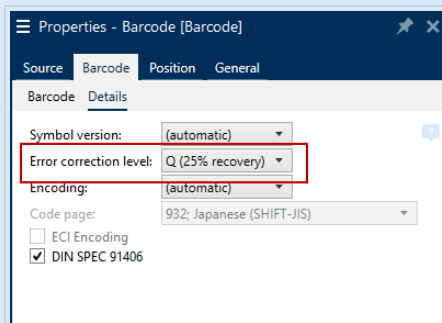 Properties - Barcode [Barcode]
Source Barcode Position General
Barcode Details
Symbol version: (automatic)
Error correction level: Q (25% recovery)
Encoding: (automatic)
Code page: 932; Japanese (SHIFT-JIS)
ECI Encoding
DIN SPEC 91406